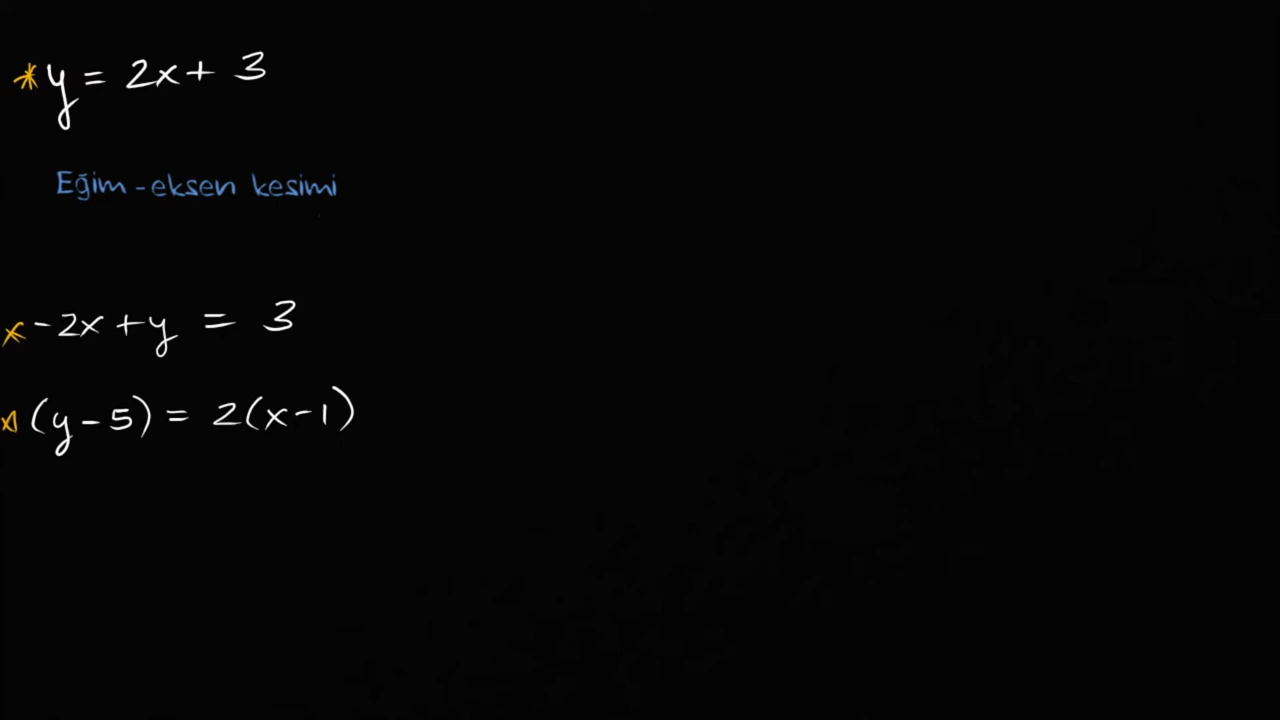 * y = 2x + 3
Eğim - eksen kesimi
* -2x + y = 3
* (y - 5) = 2(x - 1)